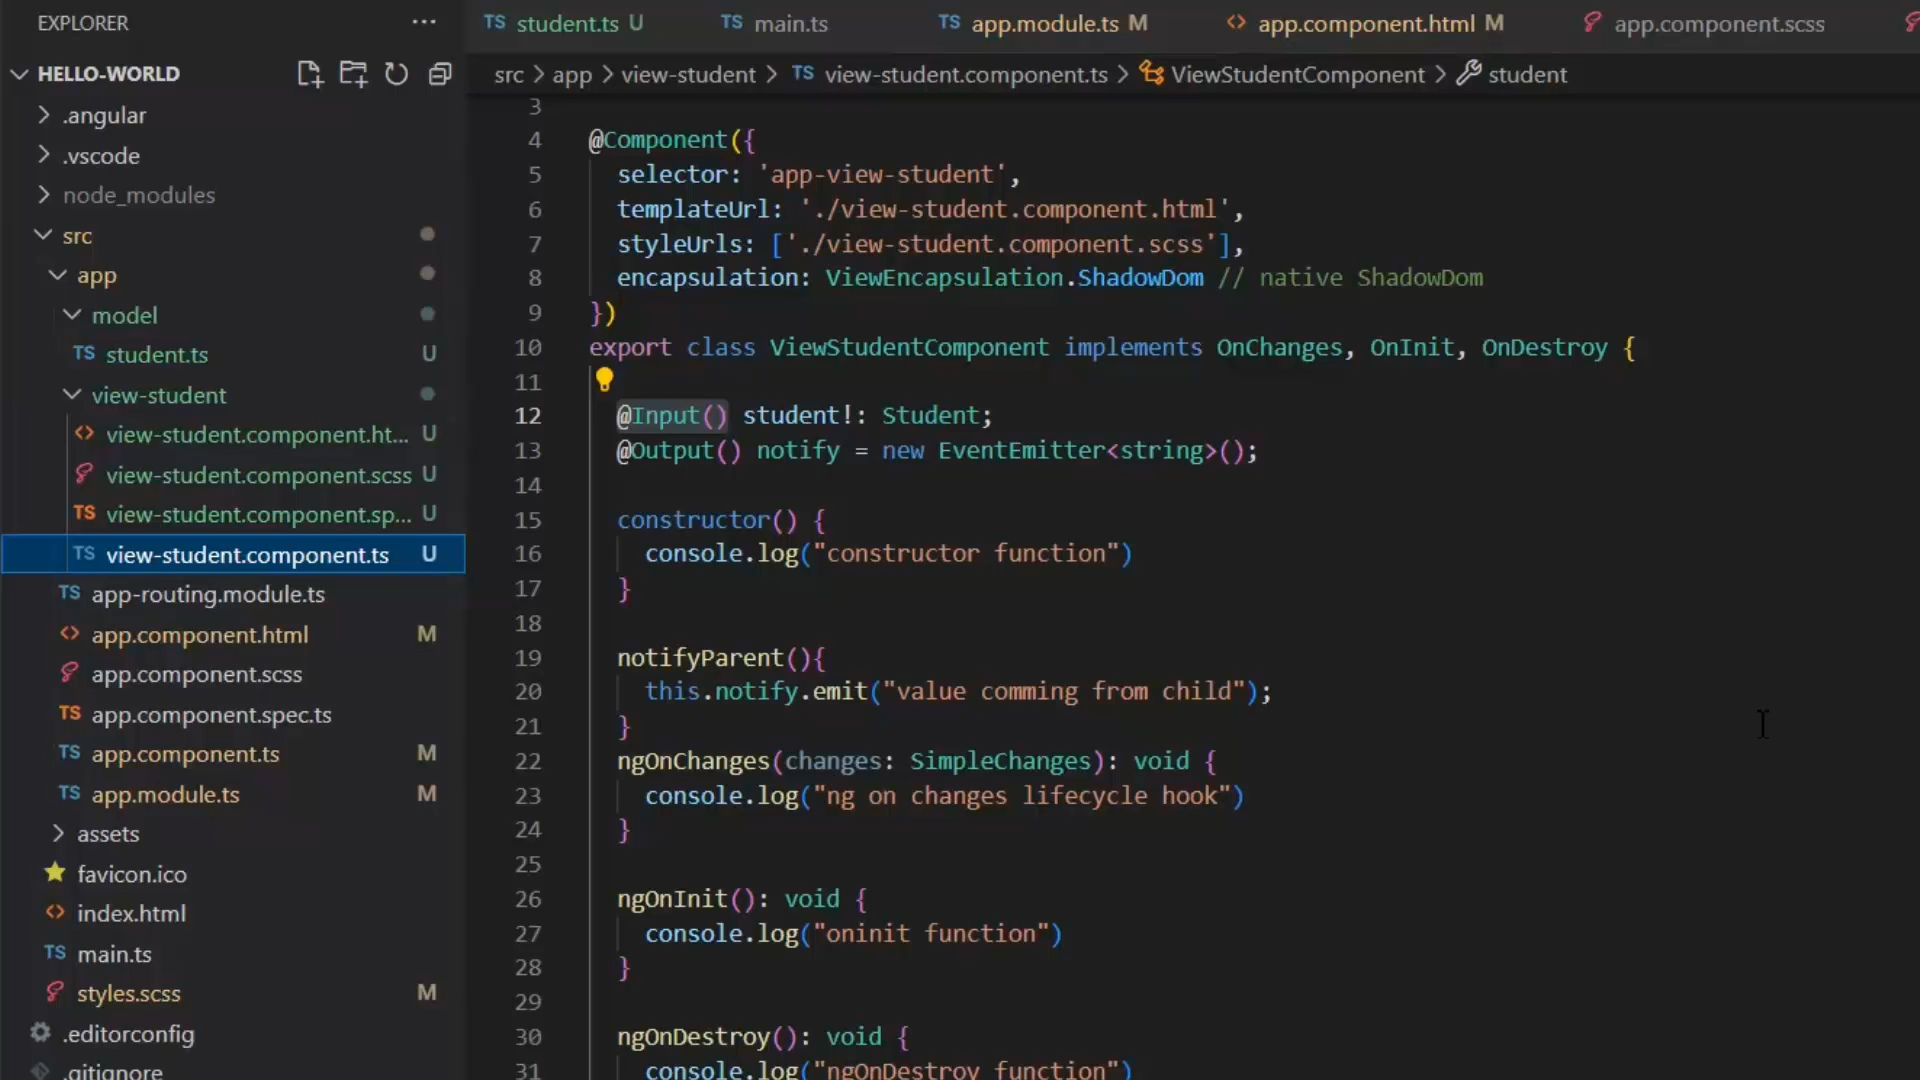 EXPLORER ...
HELLO-WORLD
.angular
.vscode
node_modules
src
app
model
TS student.ts U
view-student
<> view-student.component.ht... U
view-student.component.scss U
TS view-student.component.sp... U
TS view-student.component.ts U
TS app-routing.module.ts
<> app.component.html M
app.component.scss
TS app.component.spec.ts
TS app.component.ts M
TS app.module.ts M
assets
favicon.ico
<> index.html
TS main.ts
styles.scss M
.editorconfig
.gitignore
TS student.ts U TS main.ts TS app.module.ts M <> app.component.html M app.component.scss
src > app > view-student > TS view-student.component.ts > ViewStudentComponent > student
3
4 @Component({
5 selector: 'app-view-student',
6 templateUrl: './view-student.component.html',
7 styleUrls: ['./view-student.component.scss'],
8 encapsulation: ViewEncapsulation.ShadowDom // native ShadowDom
9 })
10 export class ViewStudentComponent implements OnChanges, OnInit, OnDestroy {
11
12 @Input() student!: Student;
13 @Output() notify = new EventEmitter<string>();
14
15 constructor() {
16 console.log("constructor function")
17 }
18
19 notifyParent(){
20 this.notify.emit("value comming from child");
21 }
22 ngOnChanges(changes: SimpleChanges): void {
23 console.log("ng on changes lifecycle hook")
24 }
25
26 ngOnInit(): void {
27 console.log("oninit function")
28 }
29
30 ngOnDestroy(): void {
31 console.log("ngOnDestroy function")